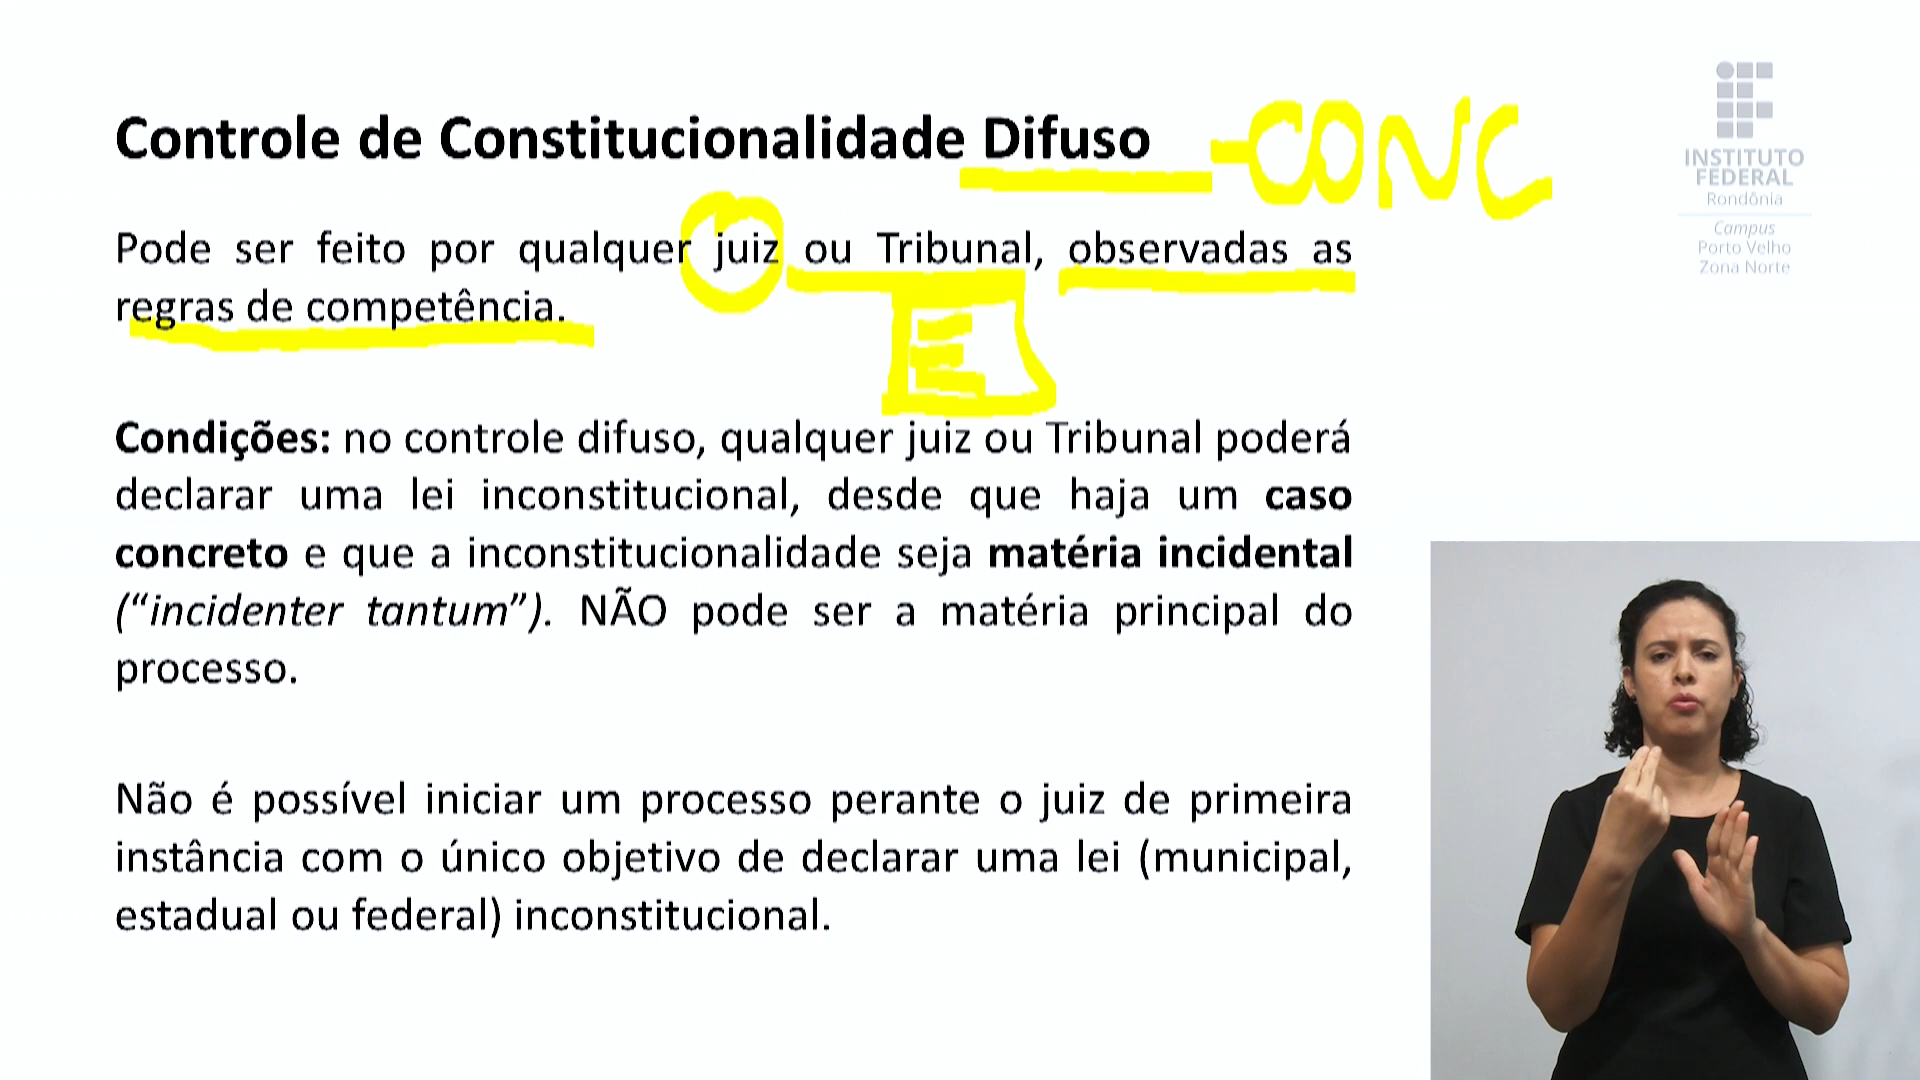 Controle de Constitucionalidade Difuso -CONC
Pode ser feito por qualquer juiz ou Tribunal, observadas as
regras de competência.
E
Condições: no controle difuso, qualquer juiz ou Tribunal poderá
declarar uma lei inconstitucional, desde que haja um caso
concreto e que a inconstitucionalidade seja matéria incidental
(“incidenter tantum”). NÃO pode ser a matéria principal do
processo.
Não é possível iniciar um processo perante o juiz de primeira
instância com o único objetivo de declarar uma lei (municipal,
estadual ou federal) inconstitucional.
INSTITUTO
FEDERAL
Rondônia
Campus
Porto Velho
Zona Norte